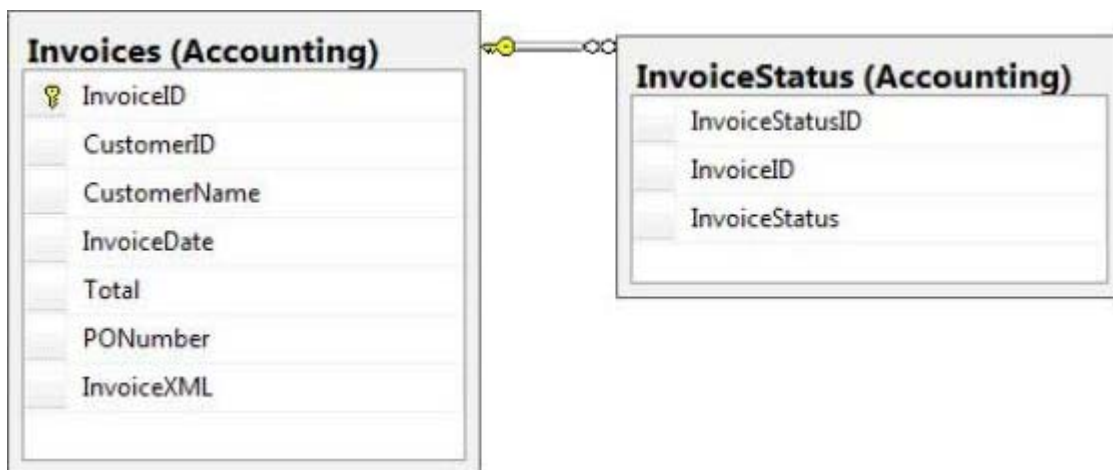 Invoices (Accounting)
InvoiceID
CustomerID
CustomerName
InvoiceDate
Total
PONumber
InvoiceXML
InvoiceStatus (Accounting)
InvoiceStatusID
InvoiceID
InvoiceStatus